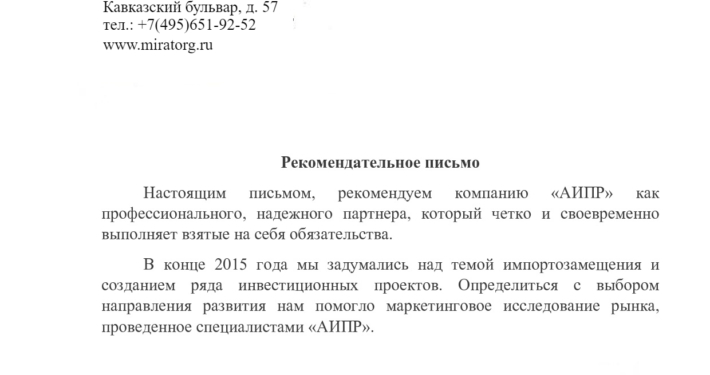 Кавказский бульвар, д. 57
тел.: +7(495)651-92-52
www.miratorg.ru
Рекомендательное письмо
Настоящим письмом, рекомендуем компанию «АИПР» как
профессионального, надежного партнера, который четко и своевременно
выполняет взятые на себя обязательства.
В конце 2015 года мы задумались над темой импортозамещения и
созданием ряда инвестиционных проектов. Определиться с выбором
направления развития нам помогло маркетинговое исследование рынка,
проведенное специалистами «АИПР».